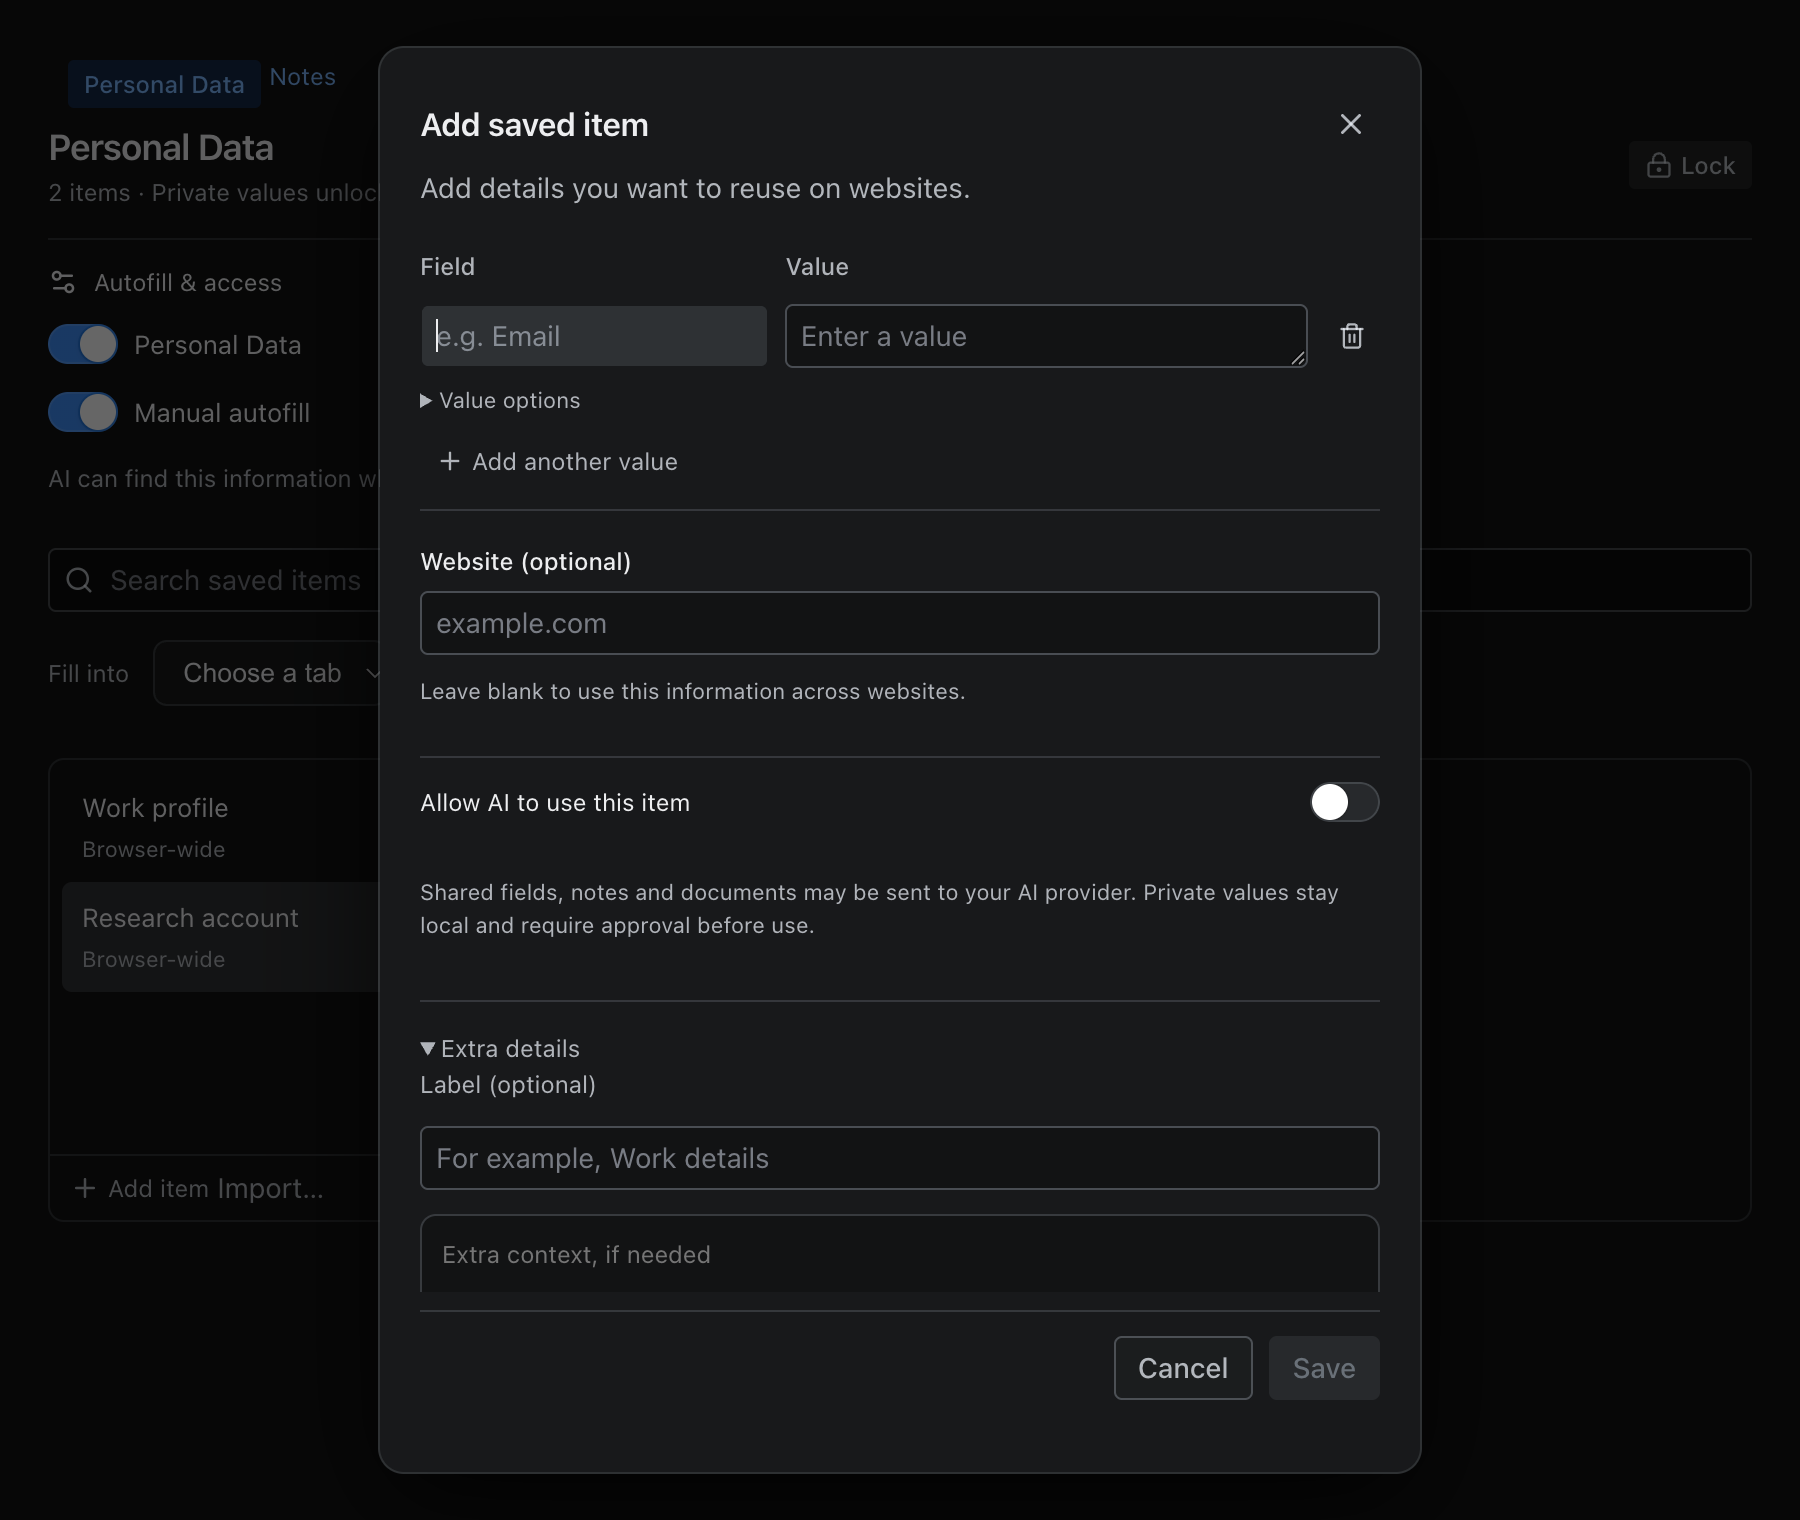 Personal Data
Notes
Personal Data
2 items · Private values
Lock
Autofill & access
Personal Data
Manual autofill
AI can find this information
Search saved items
Fill into
Choose a tab
Work profile
Browser-wide
Research account
Browser-wide
Add item
Import...
Add saved item
Add details you want to reuse on websites.
Field
Value
e.g. Email
Enter a value
Value options
Add another value
Website (optional)
example.com
Leave blank to use this information across websites.
Allow AI to use this item
Shared fields, notes and documents may be sent to your AI provider. Private values stay
local and require approval before use.
Extra details
Label (optional)
For example, Work details
Extra context, if needed
Cancel
Save